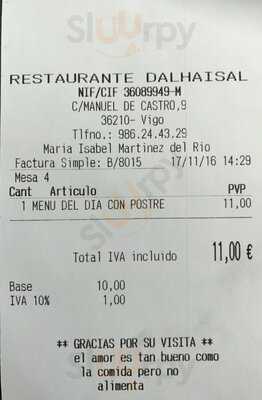 Slurpy
RESTAURANTE DALHAISAL
NIF/CIF 36089949-M
C/MANUEL DE CASTRO,9
36210- Vigo
Tlfno.: 986.24.43.29
Maria Isabel Martinez del Rio
Factura Simple: B/8015 17/11/16 14:29
Mesa 4
Cant Articulo PVP
1 MENU DEL DIA CON POSTRE 11,00
Total IVA incluido 11,00 €
Base 10,00
IVA 10% 1,00
** GRACIAS POR SU VISITA **
el amor es tan bueno como
la comida pero no
alimenta